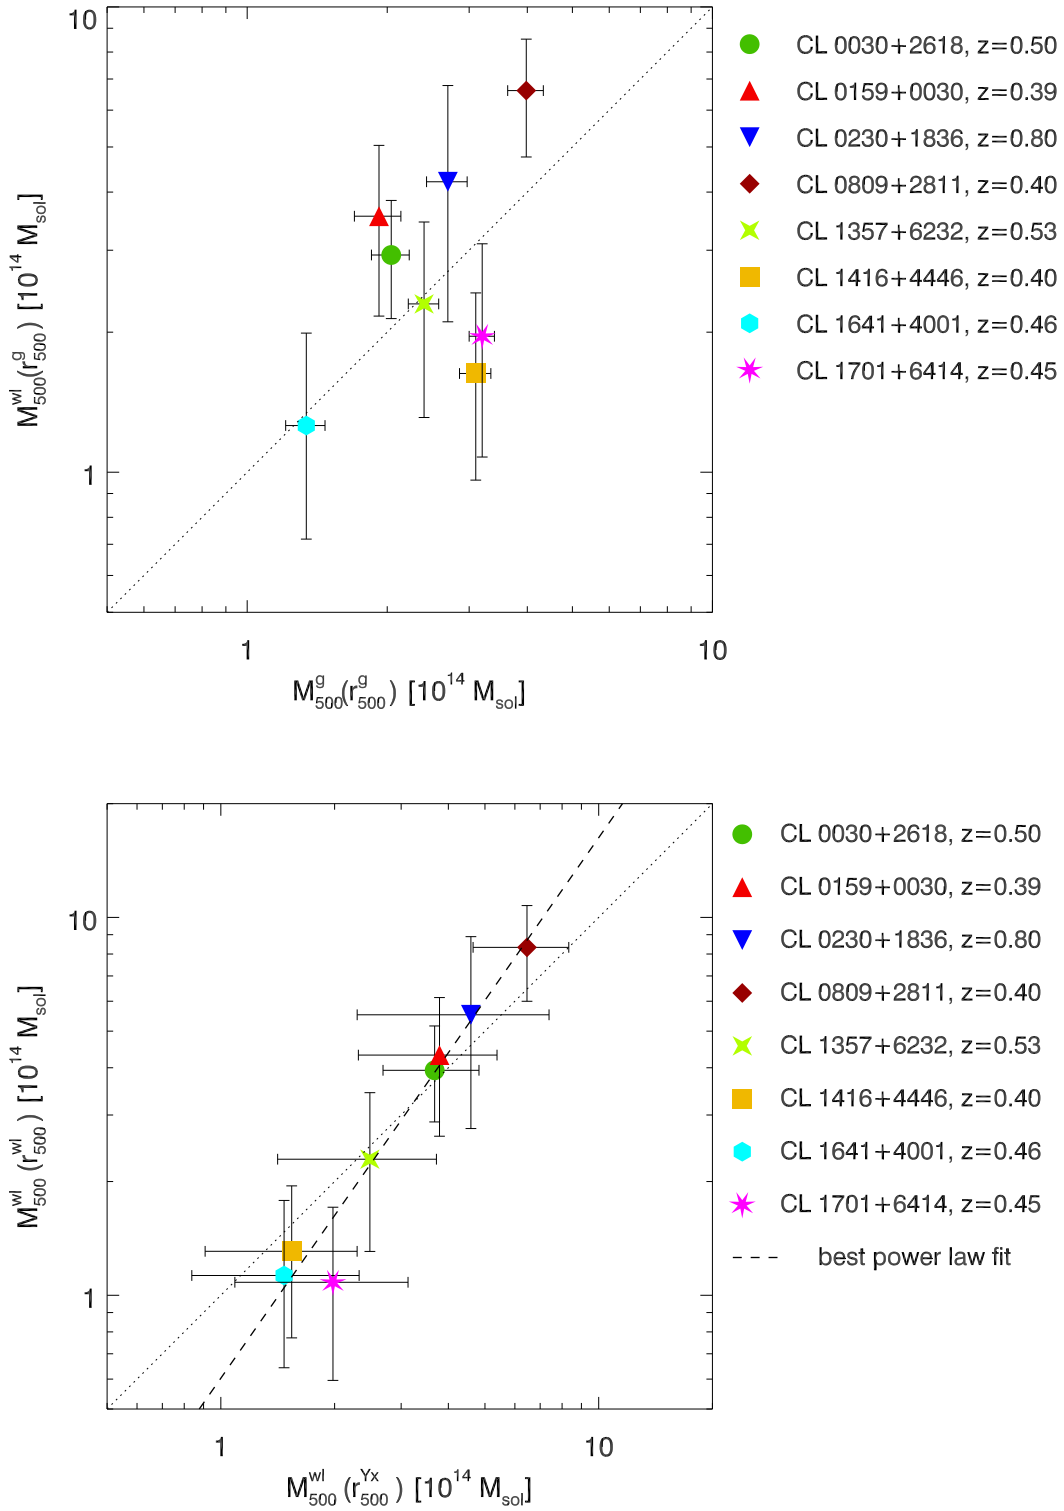 10
1
M^wl_500(r^g_500) [10^14 M_sol]
1
10
M^g_500(r^g_500) [10^14 M_sol]
CL 0030+2618, z=0.50
CL 0159+0030, z=0.39
CL 0230+1836, z=0.80
CL 0809+2811, z=0.40
CL 1357+6232, z=0.53
CL 1416+4446, z=0.40
CL 1641+4001, z=0.46
CL 1701+6414, z=0.45
10
1
M^wl_500 (r^wl_500) [10^14 M_sol]
1
10
M^wl_500 (r^Yx_500) [10^14 M_sol]
CL 0030+2618, z=0.50
CL 0159+0030, z=0.39
CL 0230+1836, z=0.80
CL 0809+2811, z=0.40
CL 1357+6232, z=0.53
CL 1416+4446, z=0.40
CL 1641+4001, z=0.46
CL 1701+6414, z=0.45
best power law fit